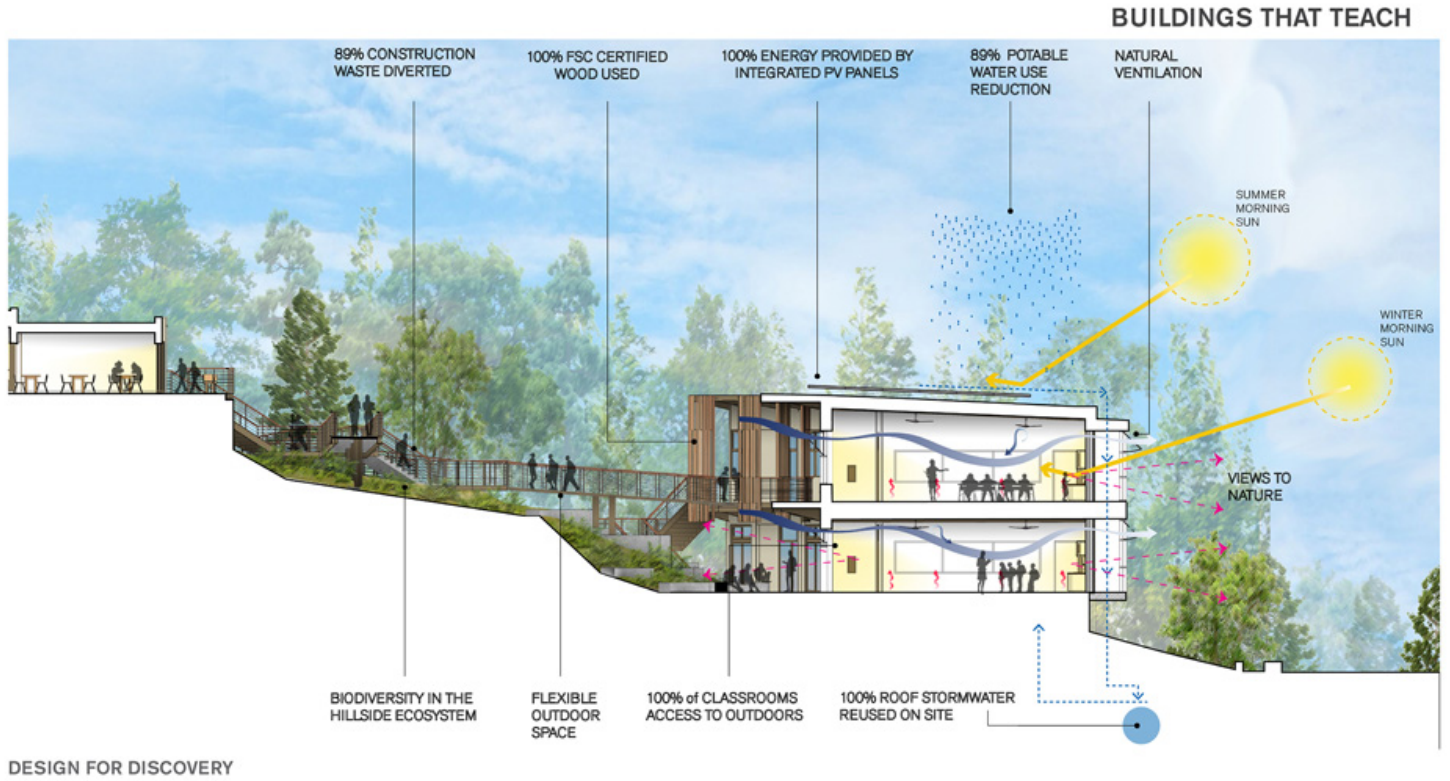 BUILDINGS THAT TEACH
89% CONSTRUCTION
WASTE DIVERTED
100% FSC CERTIFIED
WOOD USED
100% ENERGY PROVIDED BY
INTEGRATED PV PANELS
89% POTABLE
WATER USE
REDUCTION
NATURAL
VENTILATION
SUMMER
MORNING
SUN
WINTER
MORNING
SUN
VIEWS TO
NATURE
BIODIVERSITY IN THE
HILLSIDE ECOSYSTEM
FLEXIBLE
OUTDOOR
SPACE
100% of CLASSROOMS
ACCESS TO OUTDOORS
100% ROOF STORMWATER
REUSED ON SITE
DESIGN FOR DISCOVERY